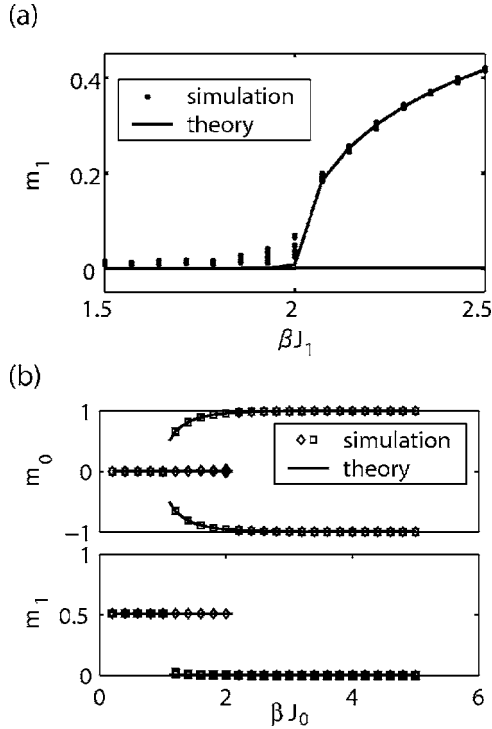 (a)
0.4
simulation
theory
m1
0.2
0
1.5
2
2.5
βJ1
(b)
1
m0
simulation
0
theory
−1
1
m1
0.5
0
0
2
4
6
βJ0